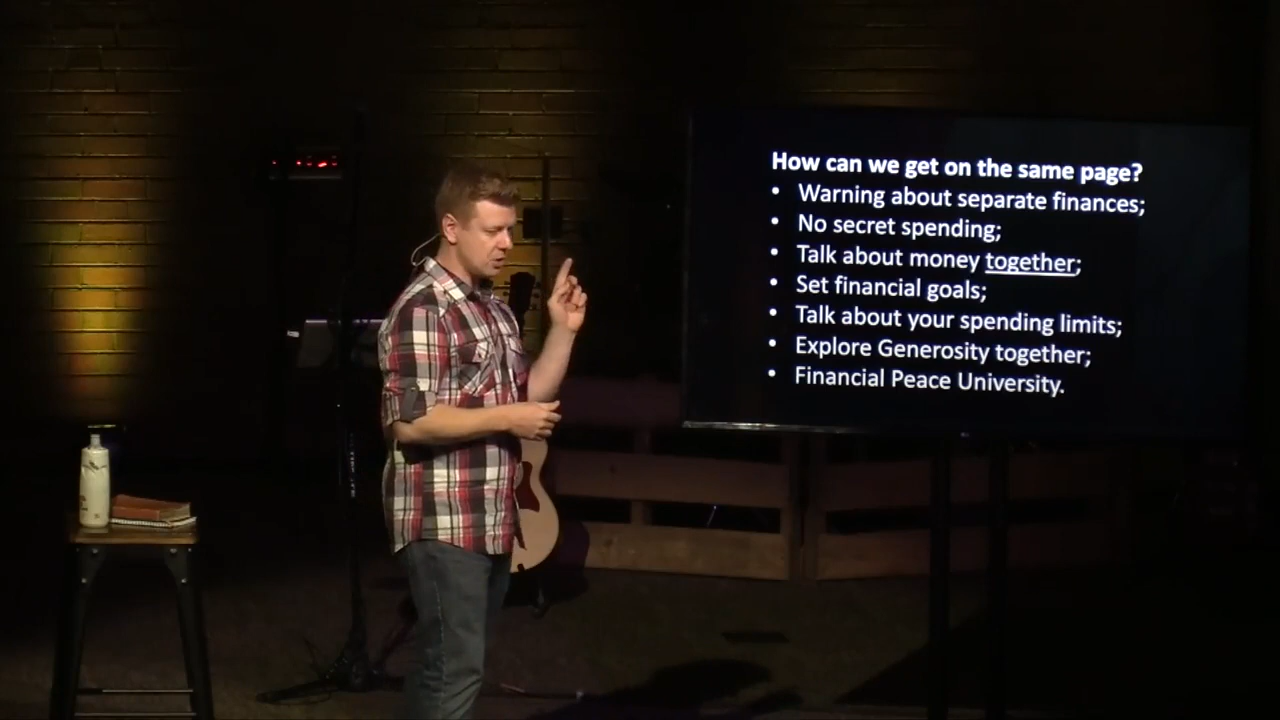 How can we get on the same page?
• Warning about separate finances;
• No secret spending;
• Talk about money together;
• Set financial goals;
• Talk about your spending limits;
• Explore Generosity together;
• Financial Peace University.